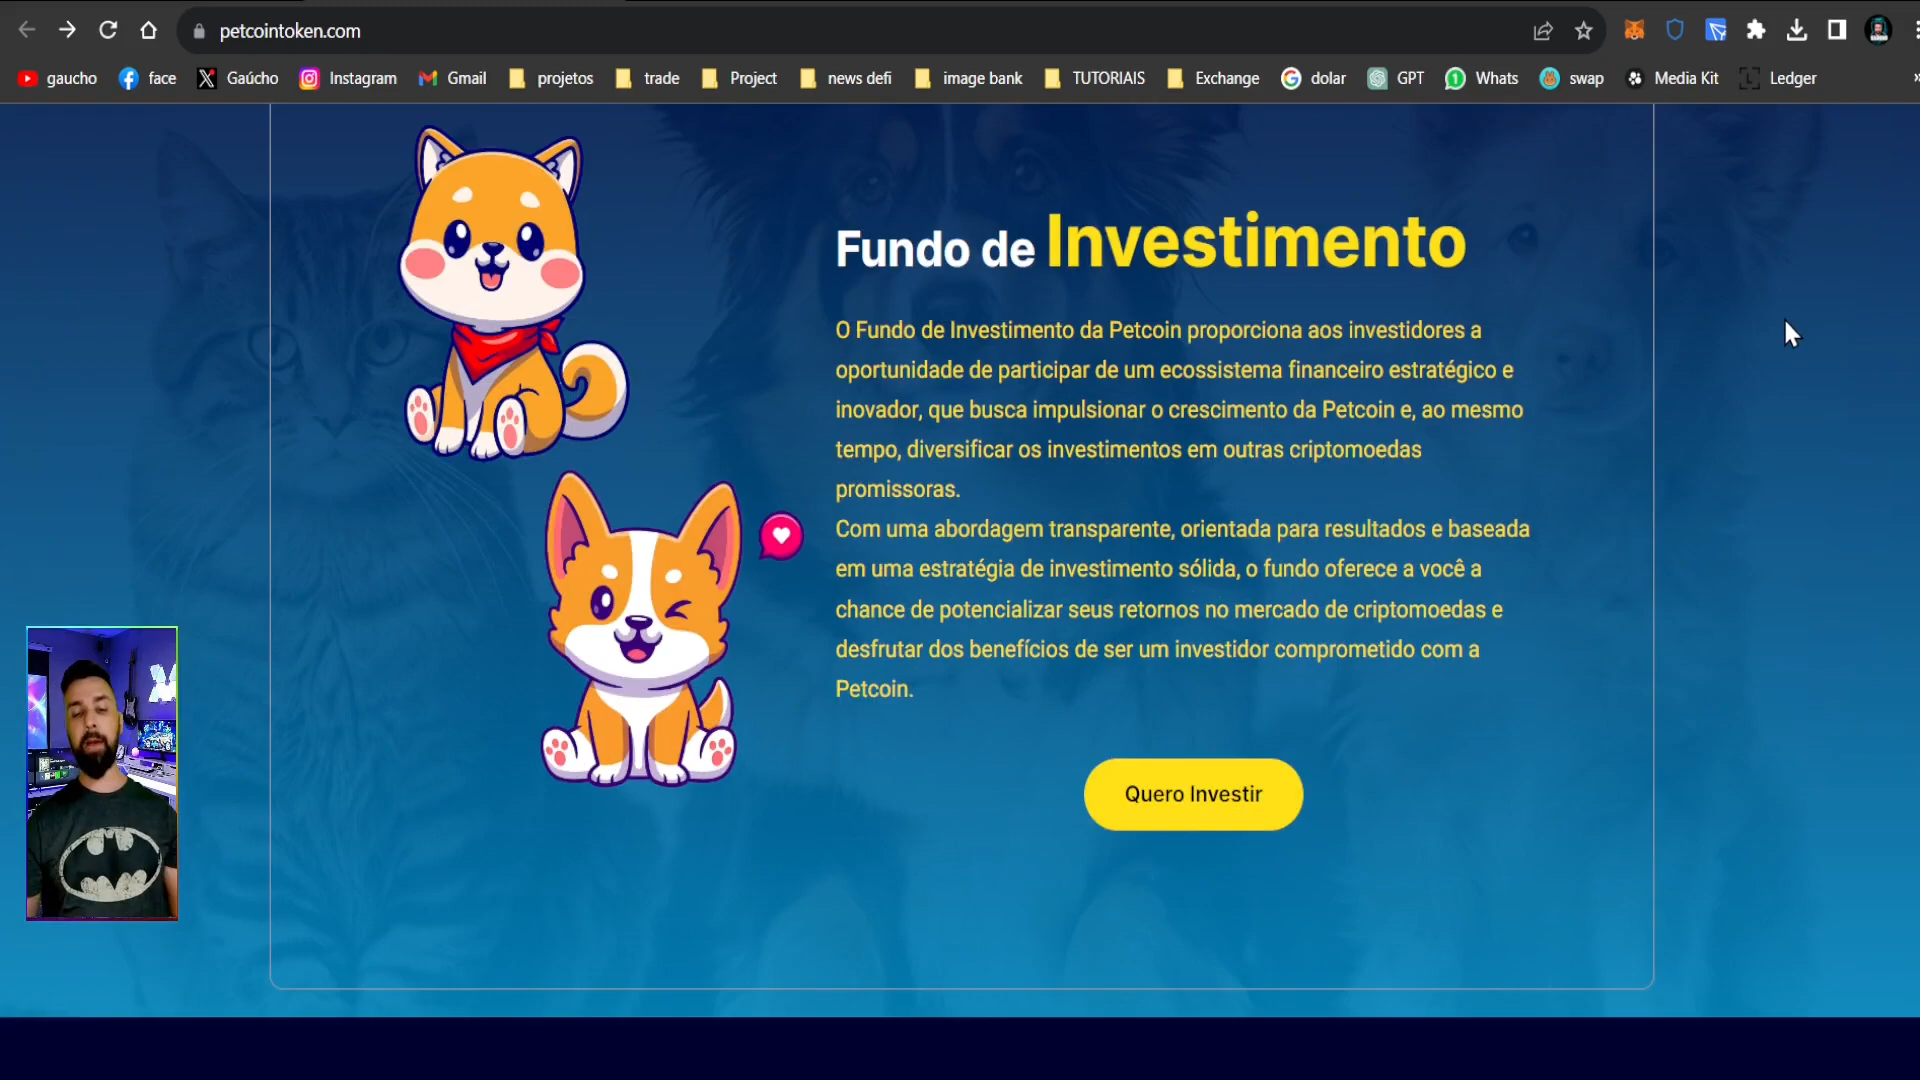 petcointoken.com
gaucho face Gaúcho Instagram Gmail projetos trade Project news defi image bank TUTORIAIS Exchange dolar GPT Whats swap Media Kit Ledger
Fundo de Investimento
O Fundo de Investimento da Petcoin proporciona aos investidores a
oportunidade de participar de um ecossistema financeiro estratégico e
inovador, que busca impulsionar o crescimento da Petcoin e, ao mesmo
tempo, diversificar os investimentos em outras criptomoedas
promissoras.
Com uma abordagem transparente, orientada para resultados e baseada
em uma estratégia de investimento sólida, o fundo oferece a você a
chance de potencializar seus retornos no mercado de criptomoedas e
desfrutar dos benefícios de ser um investidor comprometido com a
Petcoin.
Quero Investir